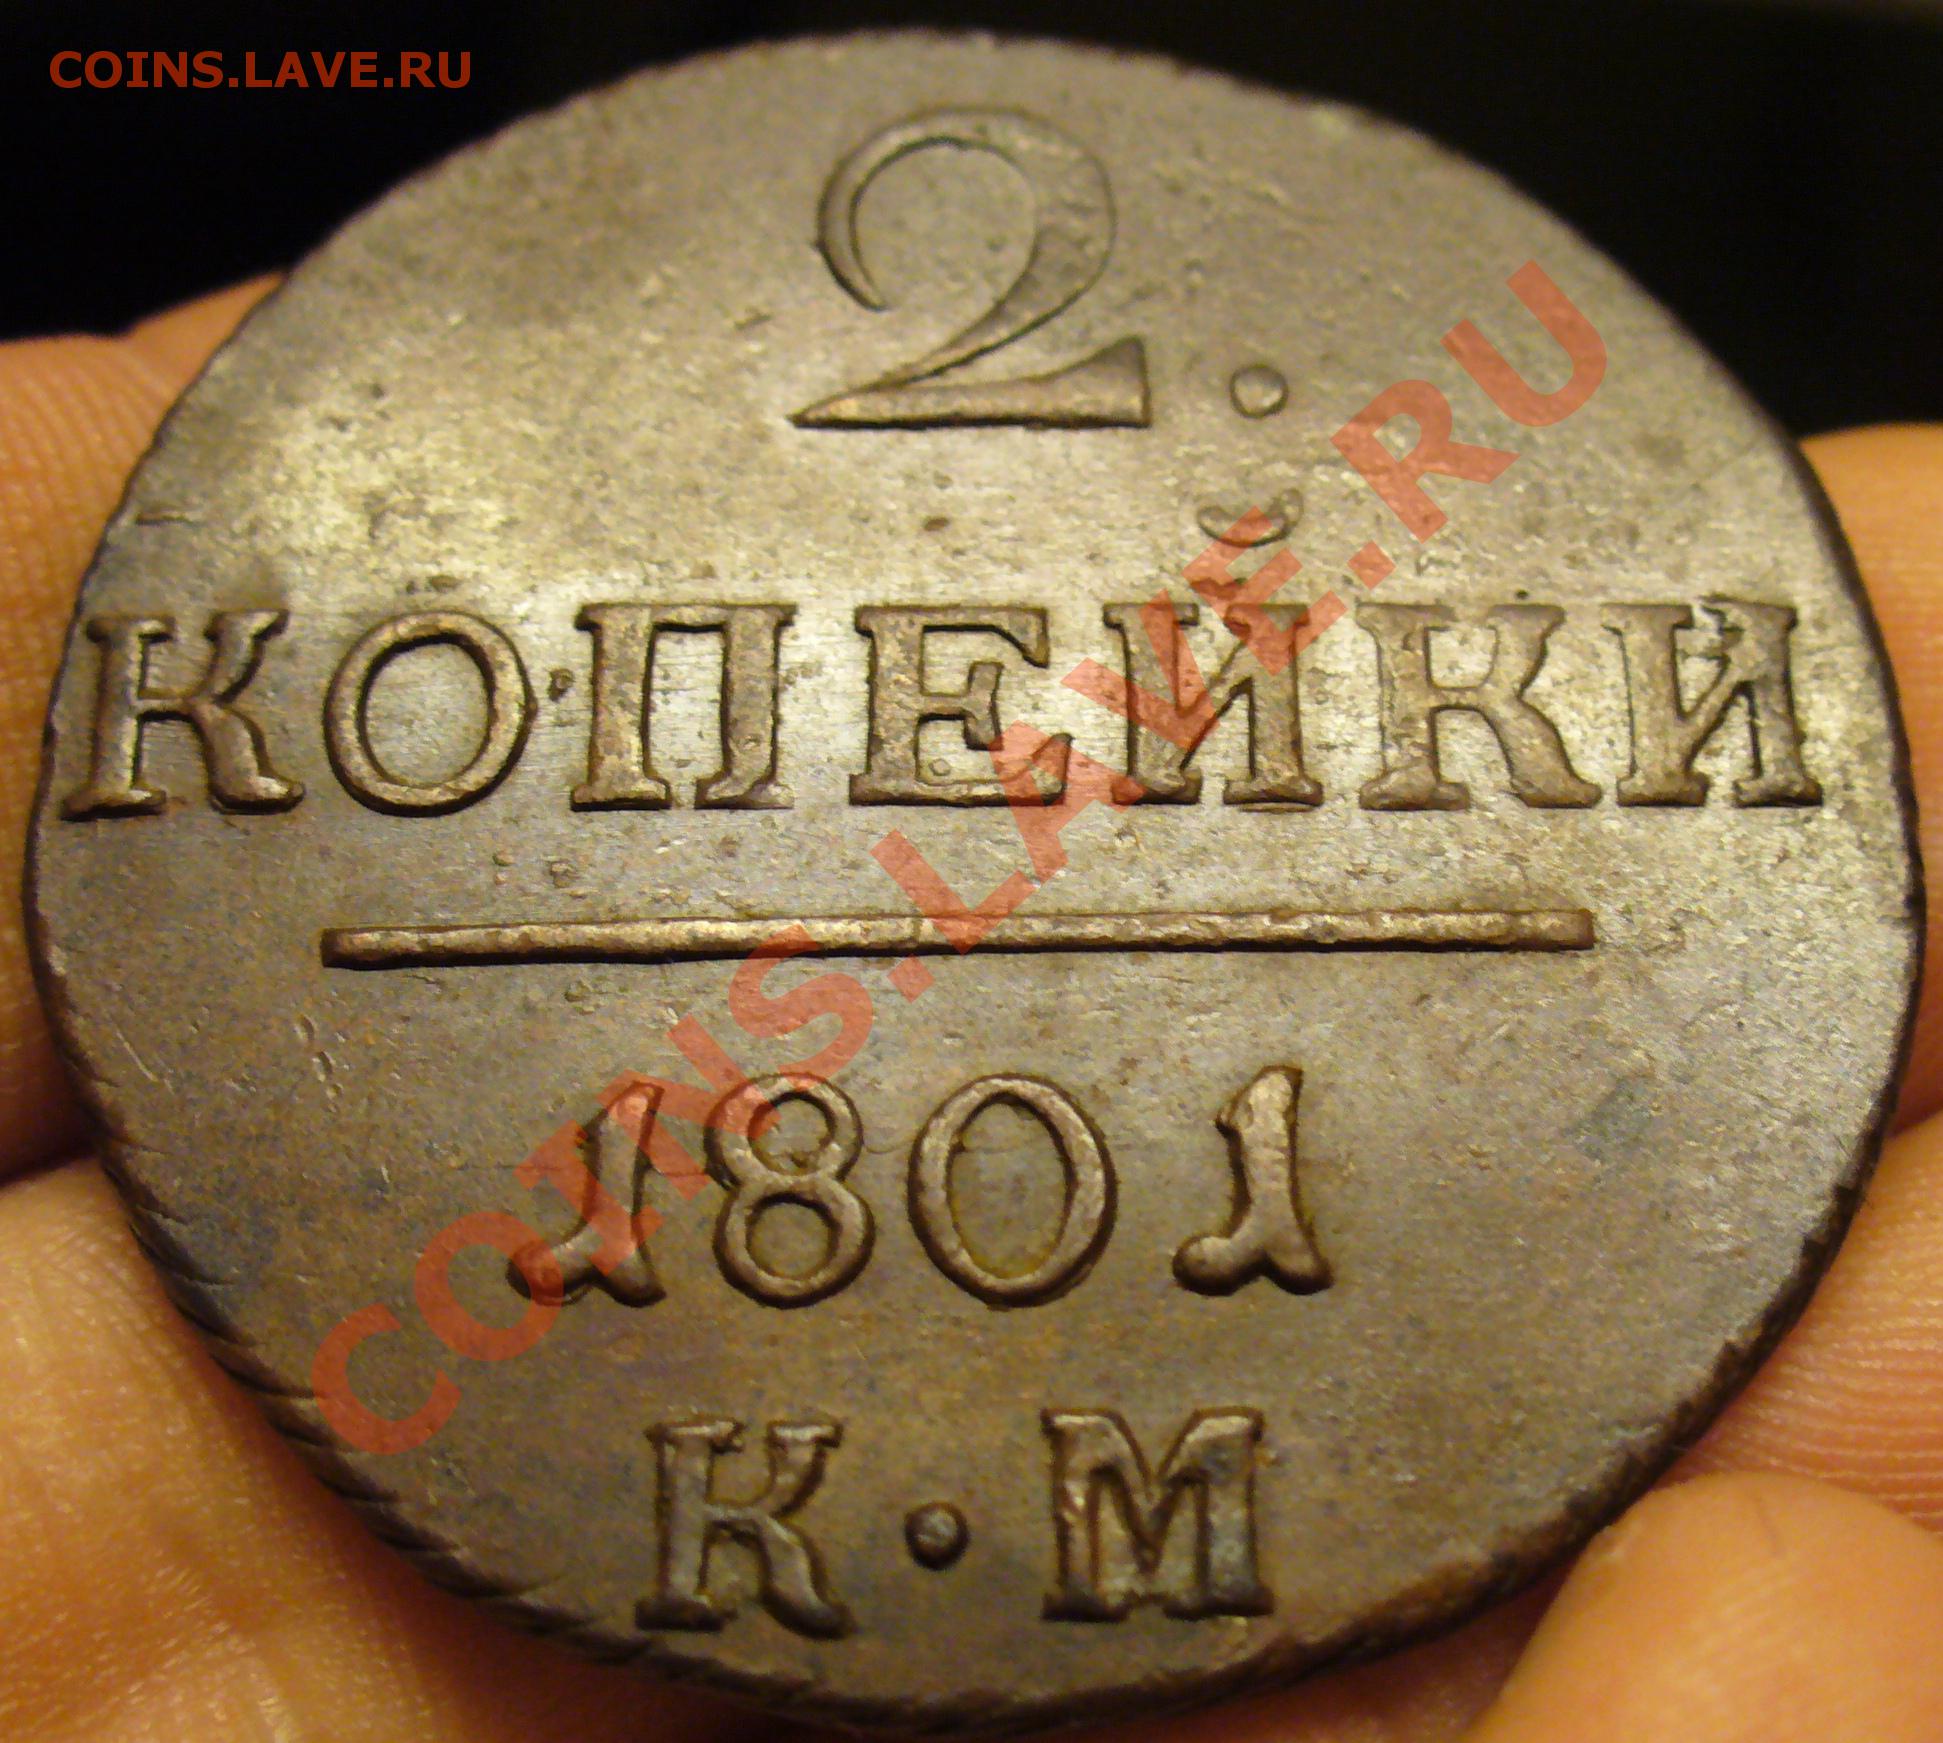 COINS.LAVE.RU
2.
КОПЕЙКИ
1801
К·М
COINS.LAVE.RU